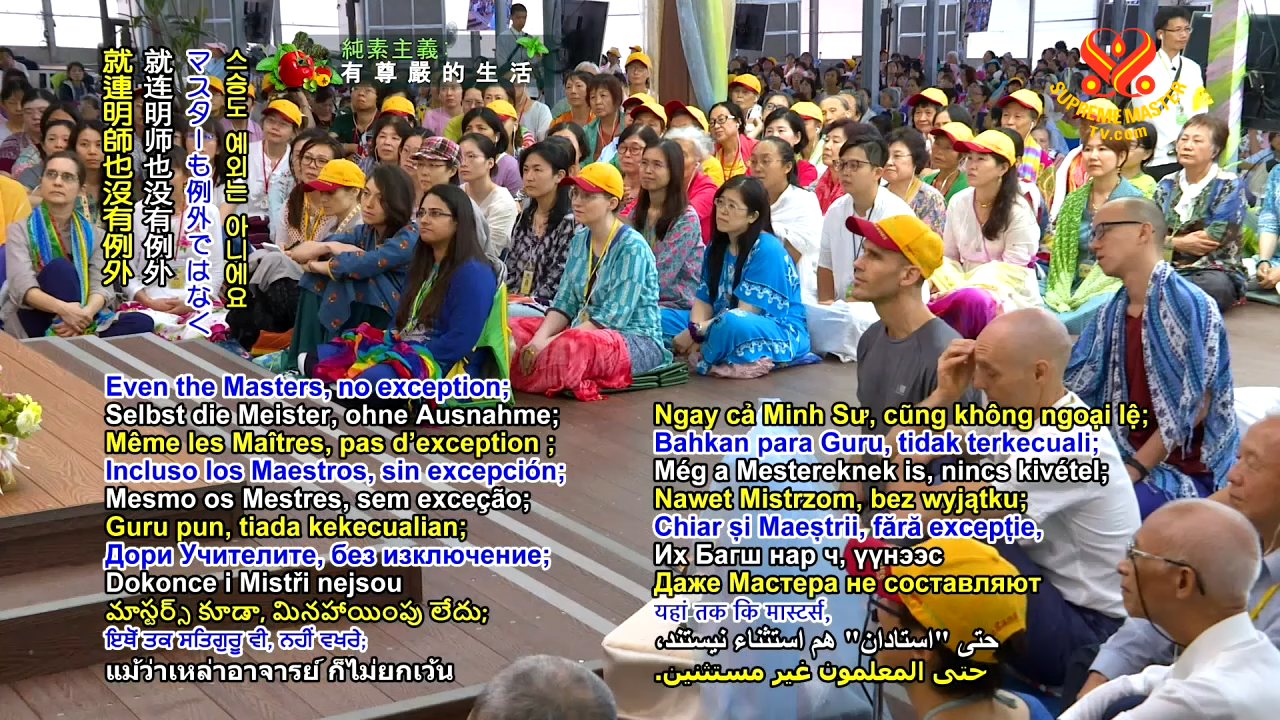 純素主義:
有尊嚴的生活
SUPREME MASTER
TV.com
스승도 예외는 아니에요
マスターも例外ではなく
就连明师也没有例外
就連明師也沒有例外
Even the Masters, no exception;
Selbst die Meister, ohne Ausnahme;
Même les Maîtres, pas d’exception ;
Incluso los Maestros, sin excepción;
Mesmo os Mestres, sem exceção;
Guru pun, tiada kekecualian;
Дори Учителите, без изключение;
Dokonce i Mistři nejsou
మాస్టర్స్ కూడా, మినహాయింపు లేదు;
ਇਥੋਂ ਤਕ ਸਤਿਗੁਰੂ ਵੀ, ਨਹੀਂ ਵਖਰੇ;
แม้ว่าเหล่าอาจารย์ ก็ไม่ยกเว้น
Ngay cả Minh Sư, cũng không ngoại lệ;
Bahkan para Guru, tidak terkecuali;
Még a Mestereknek is, nincs kivétel;
Nawet Mistrzom, bez wyjątku;
Chiar și Maeștrii, fără excepție,
Их Багш нар ч, үүнээс
Даже Мастера не составляют
यहां तक कि मास्टर्स,
حتی "استادان" هم استثناء نیستند،
حتى المعلمون غير مستثنين.